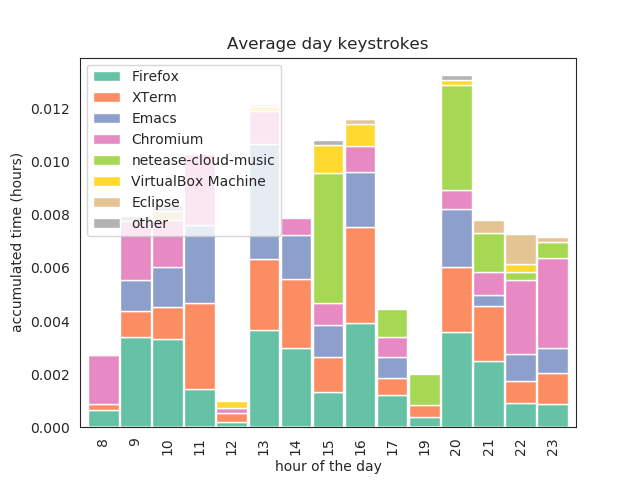 Average day keystrokes
Firefox
XTerm
Emacs
Chromium
netease-cloud-music
VirtualBox Machine
Eclipse
other
accumulated time (hours)
0.012
0.010
0.008
0.006
0.004
0.002
0.000
8 9 10 11 12 13 14 15 16 17 19 20 21 22 23
hour of the day